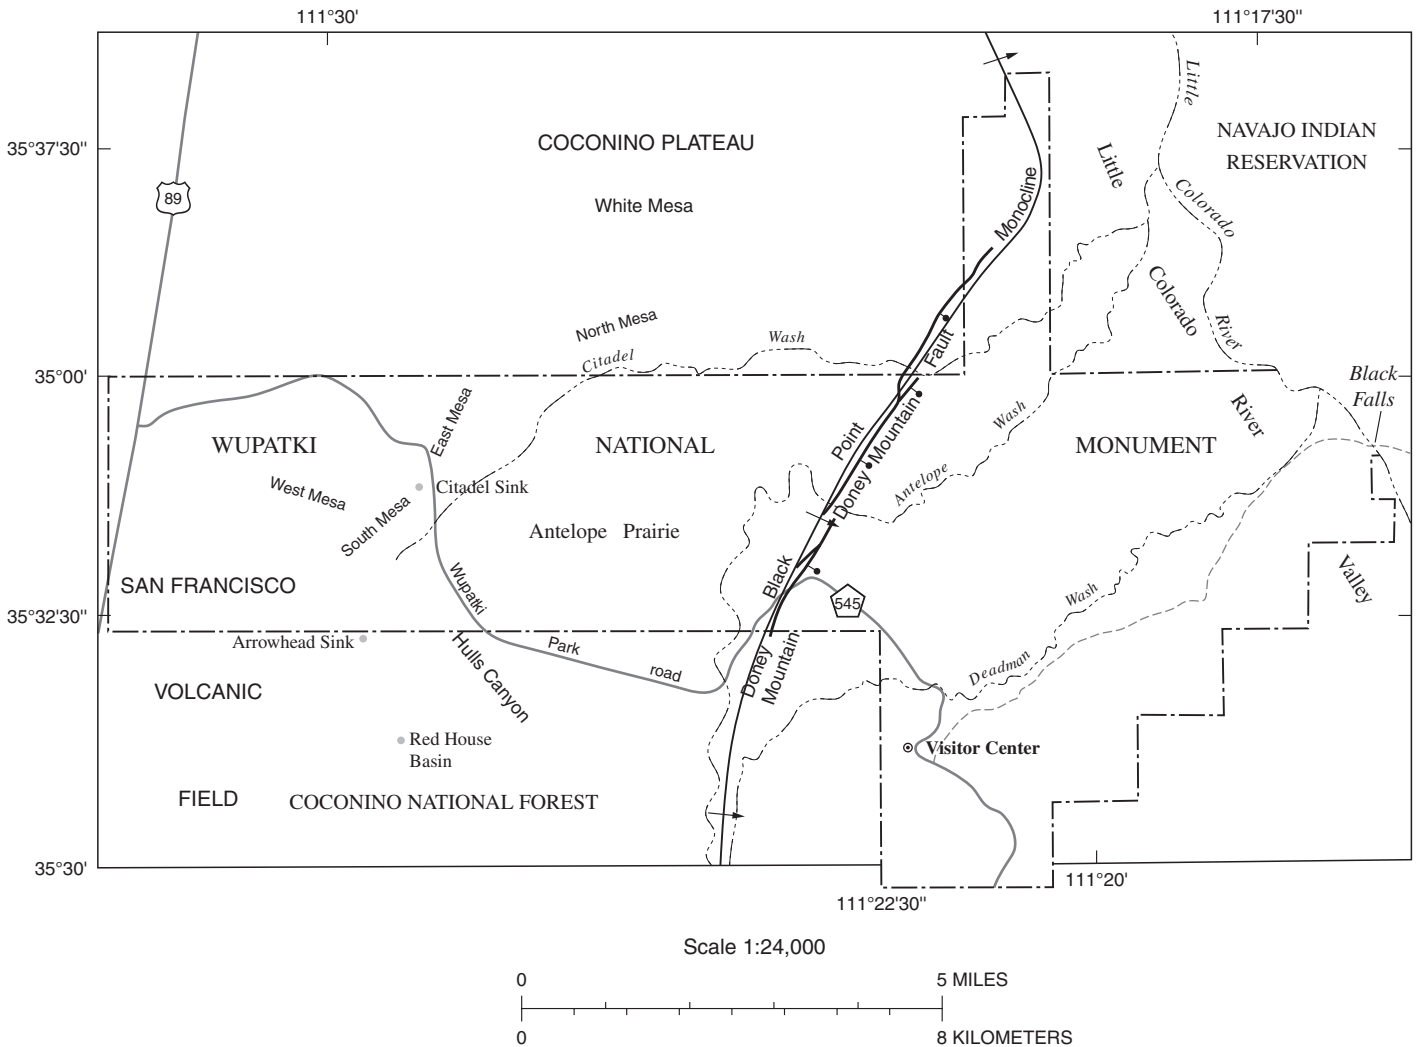 111°30'
111°17'30"
Little
35°37'30"
COCONINO PLATEAU
NAVAJO INDIAN
RESERVATION
Little
89
White Mesa
Monocline
Colorado
Colorado
North Mesa
Citadel
Wash
Fault
River
35°00'
Black
Falls
East Mesa
Mountain
Wash
River
WUPATKI
NATIONAL
Point
MONUMENT
West Mesa
Citadel Sink
Antelope
South Mesa
Doney
Antelope Prairie
SAN FRANCISCO
Wupatki
Black
Valley
545
Wash
35°32'30"
Arrowhead Sink
Hulls Canyon
Park
road
Doney
Mountain
Deadman
VOLCANIC
Red House
Basin
Visitor Center
FIELD
COCONINO NATIONAL FOREST
35°30'
111°20'
111°22'30"
Scale 1:24,000
0
5 MILES
0
8 KILOMETERS